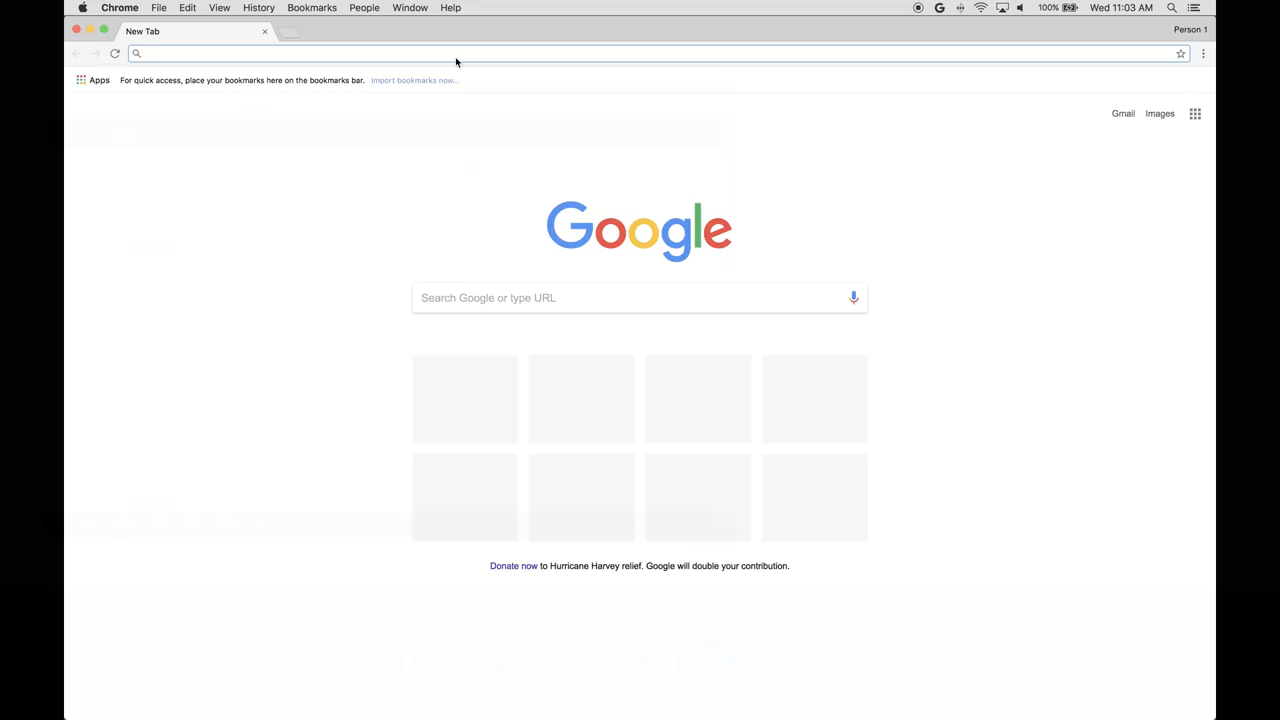 Chrome File Edit View History Bookmarks People Window Help 100% Wed 11:03 AM
New Tab Person 1
Apps For quick access, place your bookmarks here on the bookmarks bar. Import bookmarks now...
Gmail Images
Google
Search Google or type URL
Donate now to Hurricane Harvey relief. Google will double your contribution.